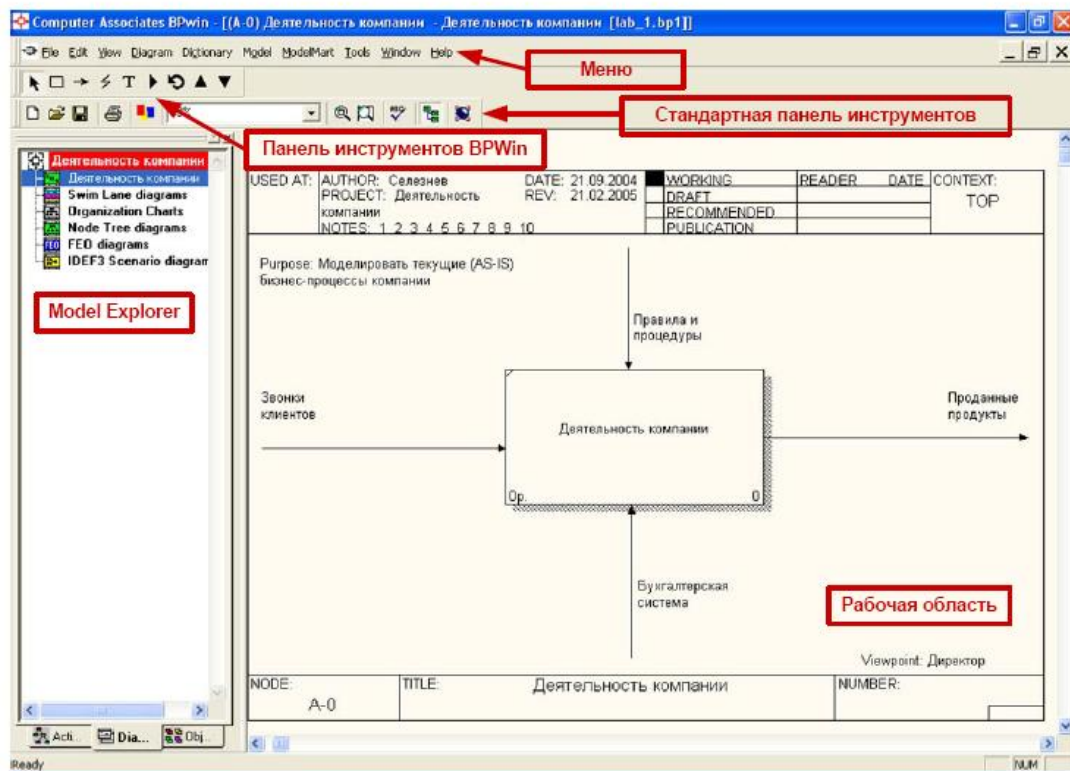 Computer Associates BPwin - [(A-0) Деятельность компании - Деятельность компании [lab_1.bp1]]
File Edit View Diagram Dictionary Model ModelMart Tools Window Help
Меню
T
Стандартная панель инструментов
Панель инструментов BPWin
Деятельность компании
Деятельность компании
Swim Lane diagrams
Organization Charts
Node Tree diagrams
FEO diagrams
IDEF3 Scenario diagram
Model Explorer
USED AT: AUTHOR: Селезнев DATE: 21.09.2004 WORKING READER DATE CONTEXT:
PROJECT: Деятельность REV: 21.02.2005 DRAFT TOP
компании RECOMMENDED
NOTES: 1 2 3 4 5 6 7 8 9 10 PUBLICATION
Purpose: Моделировать текущие (AS-IS)
бизнес-процессы компании
Правила и
процедуры
Звонки
клиентов
Проданные
продукты
Деятельность компании
0р. 0
Бухгалтерская
система
Рабочая область
Viewpoint: Директор
NODE: TITLE: Деятельность компании NUMBER:
A-0
Acti... Dia... Obj...
Ready NUM